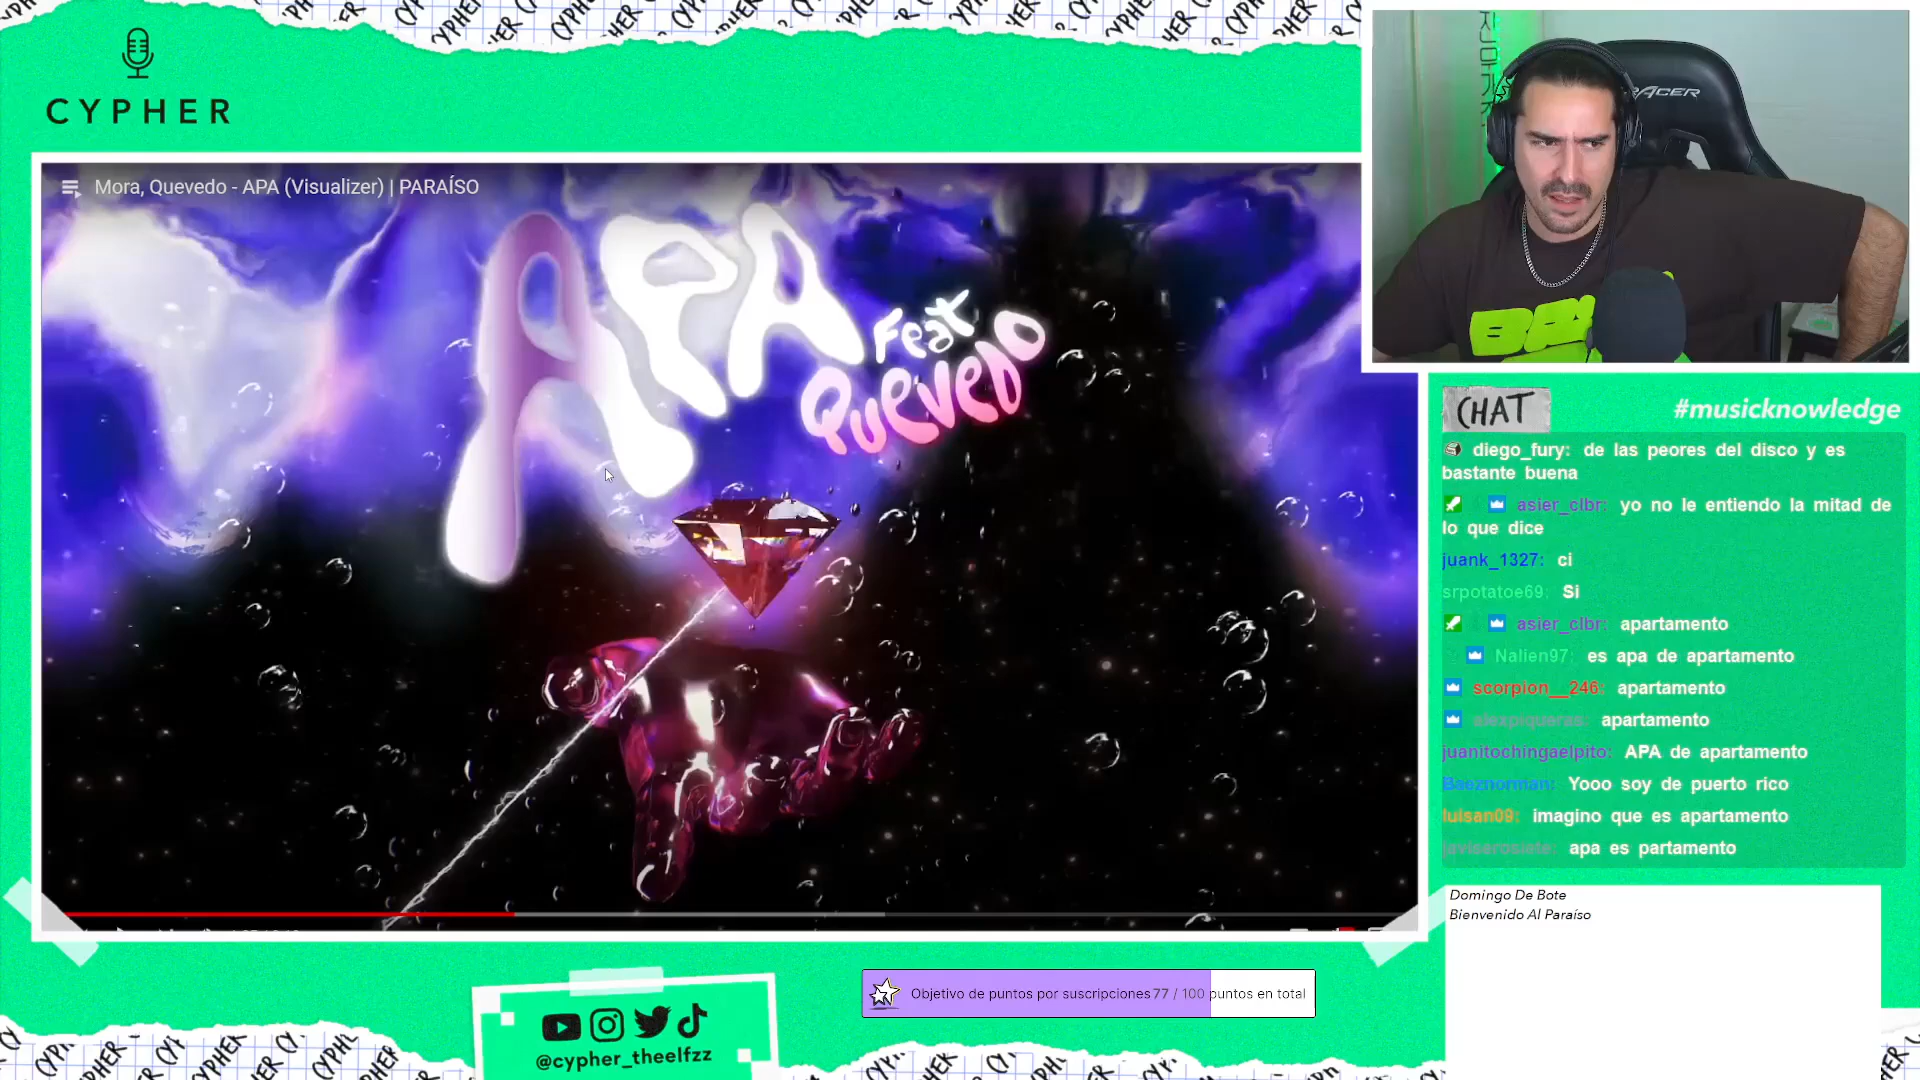 CYPHER
Mora, Quevedo - APA (Visualizer) | PARAÍSO
APA
Feat
Quevedo
CHAT
#musicknowledge
diego_fury: de las peores del disco y es
bastante buena
asier_clbr: yo no le entiendo la mitad de
lo que dice
juank_1327: ci
srpotatoe69: Si
asier_clbr: apartamento
Nalien97: es apa de apartamento
scorpion__246: apartamento
alexpiqueras: apartamento
juanitochingaelpito: APA de apartamento
Baeznorman: Yooo soy de puerto rico
luisan09: imagino que es apartamento
javiserosiete: apa es partamento
Domingo De Bote
Bienvenido Al Paraíso
Objetivo de puntos por suscripciones 77 / 100 puntos en total
@cypher_theelfzz